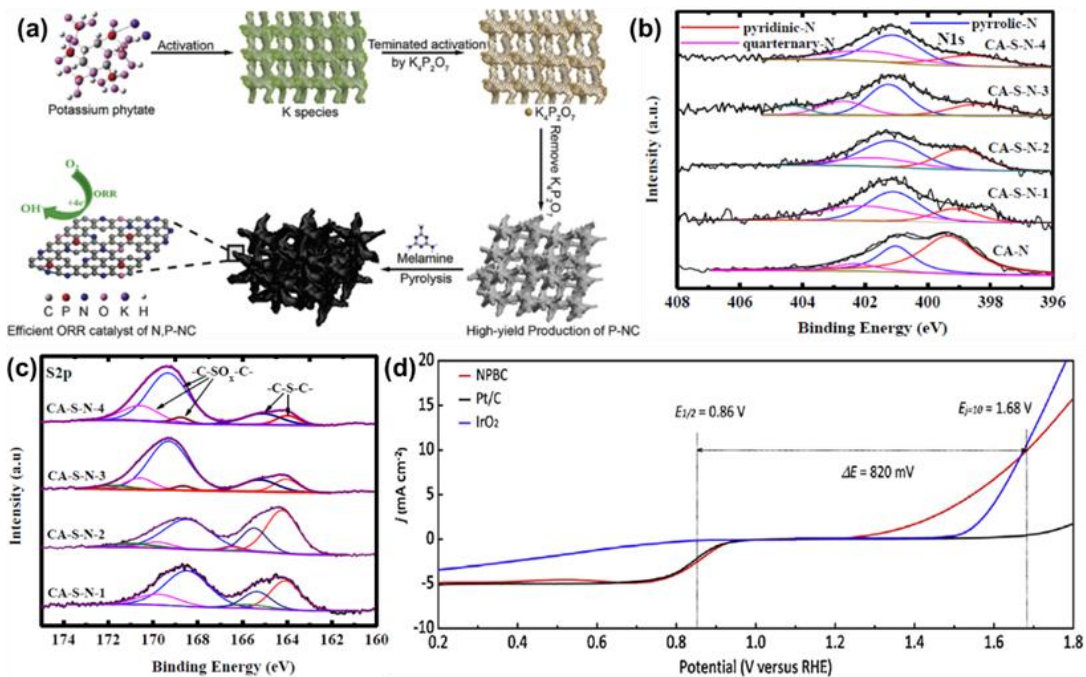 (a)
Activation
Teminated activation
by K₄P₂O₇
Potassium phytate
K species
K₄P₂O₇
Remove K₄P₂O₇
O₂
ORR
+4e
OH
Melamine
Pyrolysis
C P N O K H
Efficient ORR catalyst of N,P-NC
High-yield Production of P-NC
(b)
pyridinic-N
pyrrolic-N
quarternary-N
N1s
CA-S-N-4
CA-S-N-3
CA-S-N-2
CA-S-N-1
CA-N
Intensity (a.u.)
408 406 404 402 400 398 396
Binding Energy (eV)
(c)
S2p
-C-SOₓ-C-
-C-S-C-
CA-S-N-4
CA-S-N-3
CA-S-N-2
CA-S-N-1
Intensity (a.u)
174 172 170 168 166 164 162 160
Binding Energy (eV)
(d)
NPBC
Pt/C
IrO₂
E1/2 = 0.86 V
Ej=10 = 1.68 V
ΔE = 820 mV
J (mA cm⁻²)
20
15
10
5
0
-5
-10
0.2 0.4 0.6 0.8 1.0 1.2 1.4 1.6 1.8
Potential (V versus RHE)